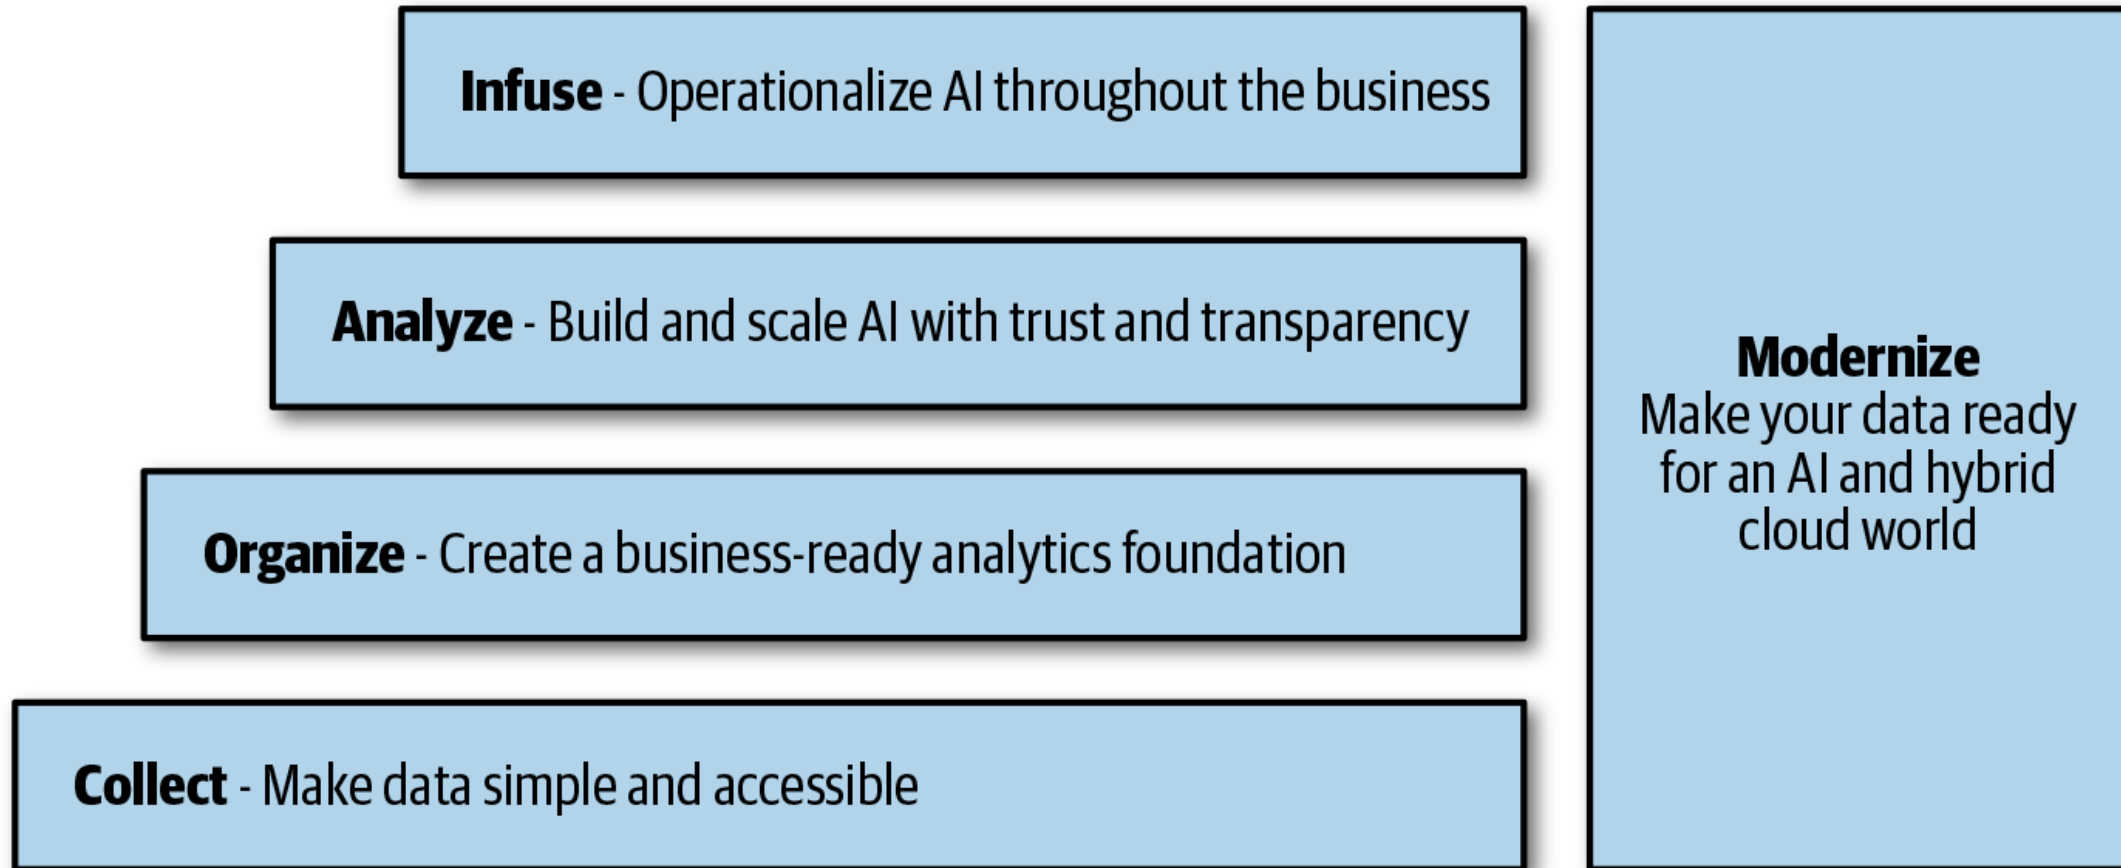 Infuse - Operationalize AI throughout the business
Analyze - Build and scale AI with trust and transparency
Organize - Create a business-ready analytics foundation
Collect - Make data simple and accessible
Modernize
Make your data ready
for an AI and hybrid
cloud world